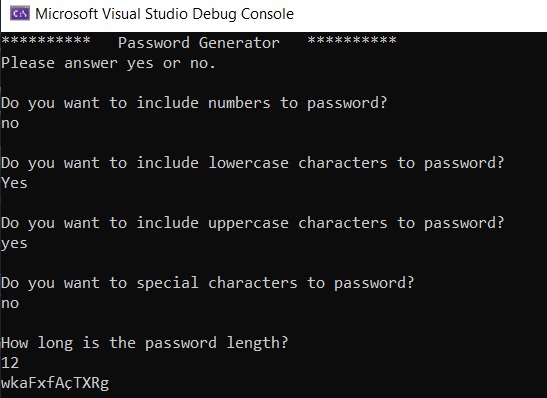 Microsoft Visual Studio Debug Console
********** Password Generator **********
Please answer yes or no.
Do you want to include numbers to password?
no
Do you want to include lowercase characters to password?
Yes
Do you want to include uppercase characters to password?
yes
Do you want to special characters to password?
no
How long is the password length?
12
wkaFxfAçTXRg